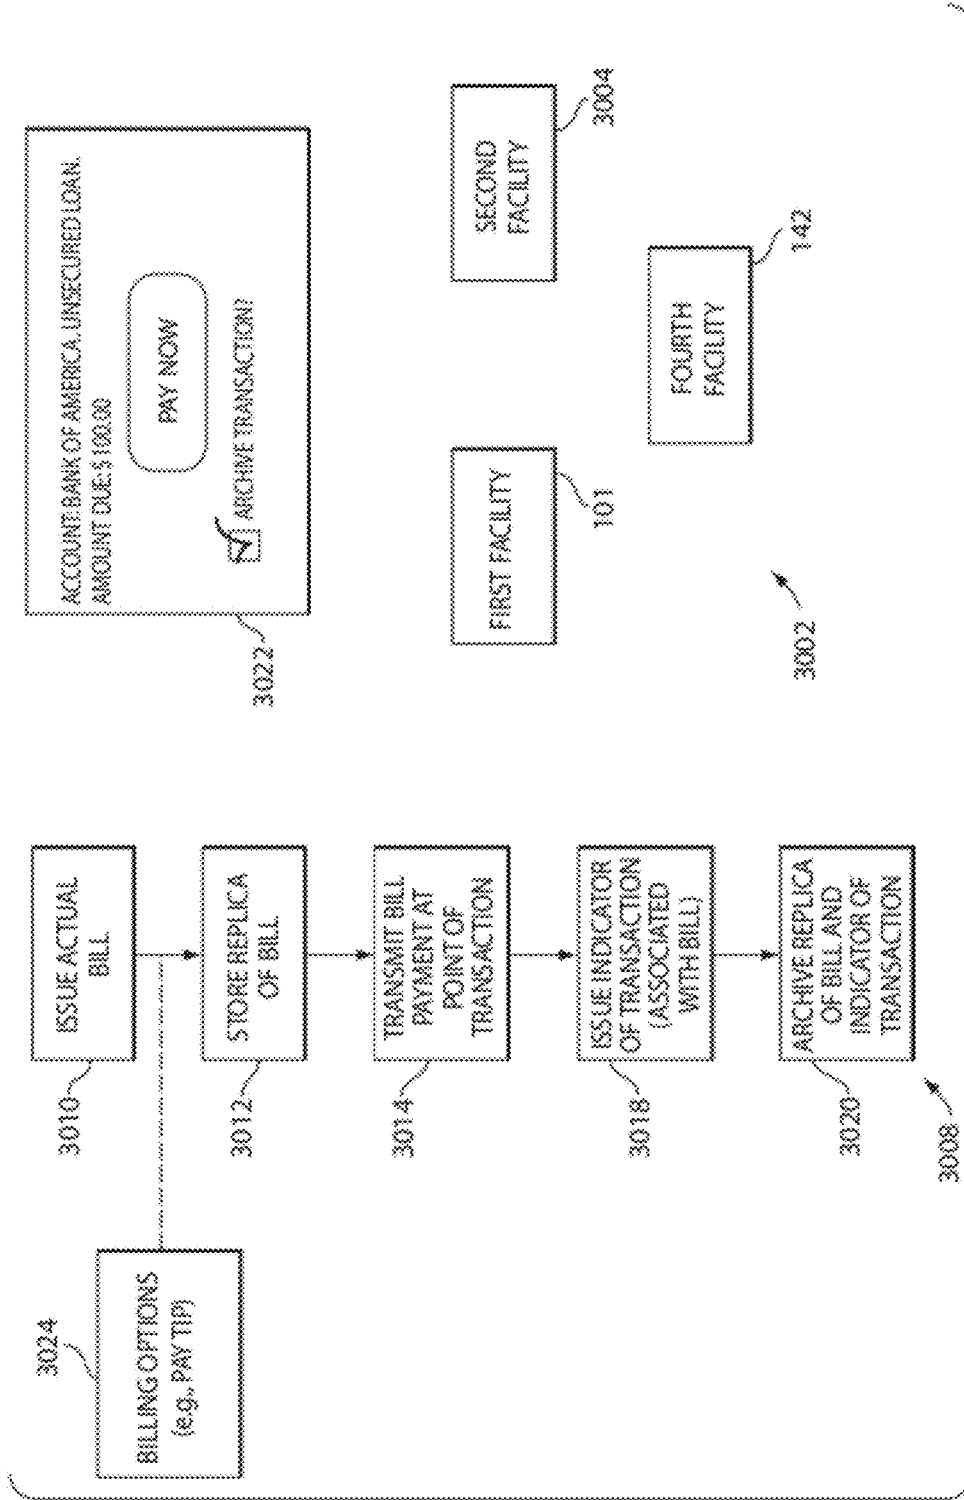 3024
BILLING OPTIONS
(e.g., PAY TIP)
3010
ISSUE ACTUAL
BILL
3012
STORE REPLICA
OF BILL
3014
TRANSMIT BILL
PAYMENT AT
POINT OF
TRANSACTION
3018
ISSUE INDICATOR
OF TRANSACTION
(ASSOCIATED
WITH BILL)
3020
ARCHIVE REPLICA
OF BILL AND
INDICATOR OF
TRANSACTION
3008
3022
ACCOUNT: BANK OF AMERICA, UNSECURED LOAN.
AMOUNT DUE: $100.00
PAY NOW
ARCHIVE TRANSACTION?
FIRST FACILITY
101
SECOND
FACILITY
3004
FOURTH
FACILITY
142
3002